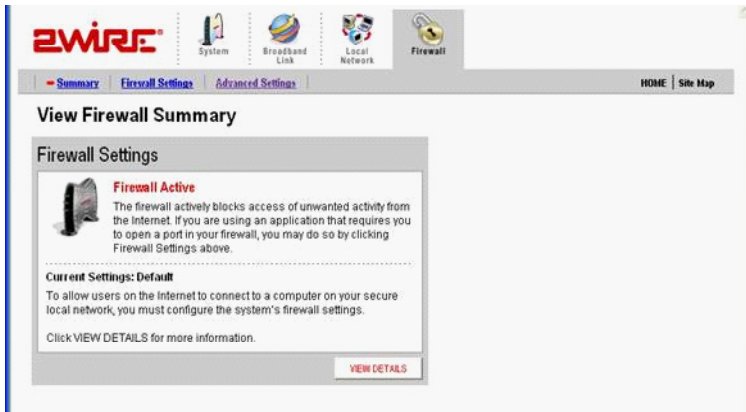 2WIRE
System
Broadband
Link
Local
Network
Firewall
Summary | Firewall Settings | Advanced Settings |
HOME | Site Map
View Firewall Summary
Firewall Settings
Firewall Active
The firewall actively blocks access of unwanted activity from
the Internet. If you are using an application that requires you
to open a port in your firewall, you may do so by clicking
Firewall Settings above.
Current Settings: Default
To allow users on the Internet to connect to a computer on your secure
local network, you must configure the system's firewall settings.
Click VIEW DETAILS for more information.
VIEW DETAILS